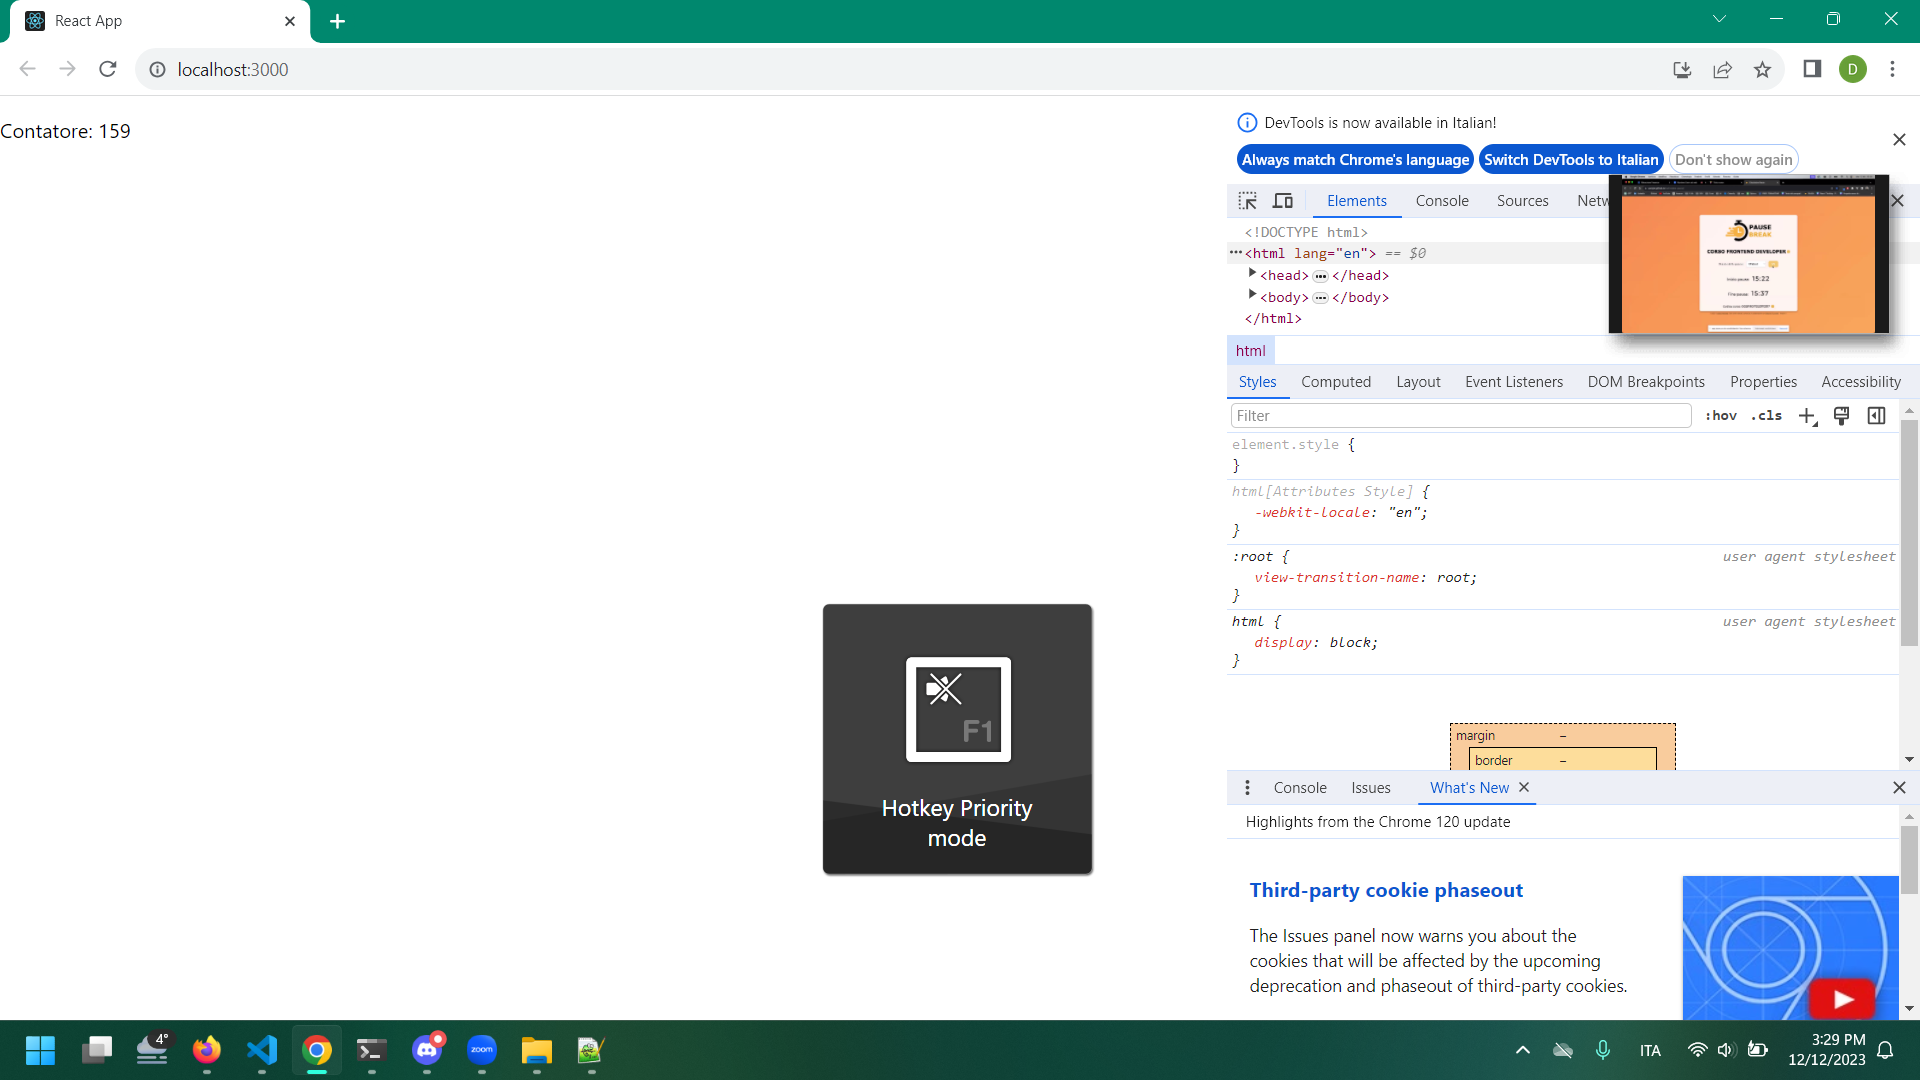 React App
localhost:3000
D
Contatore: 159
DevTools is now available in Italian!
Always match Chrome's language
Switch DevTools to Italian
Don't show again
Elements
Console
Sources
Netw
<!DOCTYPE html>
<html lang="en"> == $0
<head> </head>
<body> </body>
</html>
PAUSE
BREAK
CORSO FRONTEND DEVELOPER
15:22
15:37
html
Styles
Computed
Layout
Event Listeners
DOM Breakpoints
Properties
Accessibility
Filter
:hov
.cls
element.style {
}
html[Attributes Style] {
-webkit-locale: "en";
}
:root {
user agent stylesheet
view-transition-name: root;
}
html {
user agent stylesheet
display: block;
}
margin
–
border
–
F1
Hotkey Priority
mode
Console
Issues
What's New
Highlights from the Chrome 120 update
Third-party cookie phaseout
The Issues panel now warns you about the
cookies that will be affected by the upcoming
deprecation and phaseout of third-party cookies.
4°
zoom
ITA
3:29 PM
12/12/2023